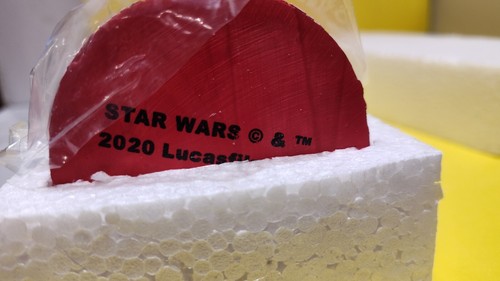 STAR WARS © & ™
2020 Lucasfi